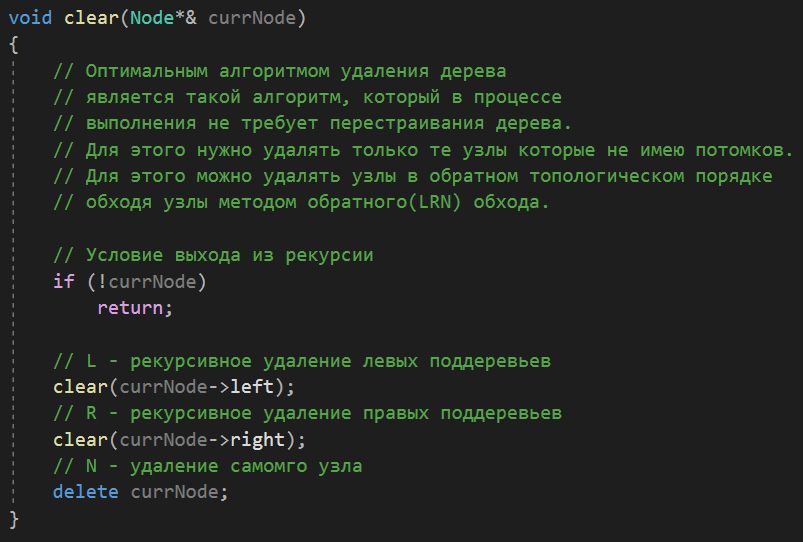 void clear(Node*& currNode)
{
// Оптимальным алгоритмом удаления дерева
// является такой алгоритм, который в процессе
// выполнения не требует перестраивания дерева.
// Для этого нужно удалять только те узлы которые не имею потомков.
// Для этого можно удалять узлы в обратном топологическом порядке
// обходя узлы методом обратного(LRN) обхода.
// Условие выхода из рекурсии
if (!currNode)
return;
// L - рекурсивное удаление левых поддеревьев
clear(currNode->left);
// R - рекурсивное удаление правых поддеревьев
clear(currNode->right);
// N - удаление самомго узла
delete currNode;
}